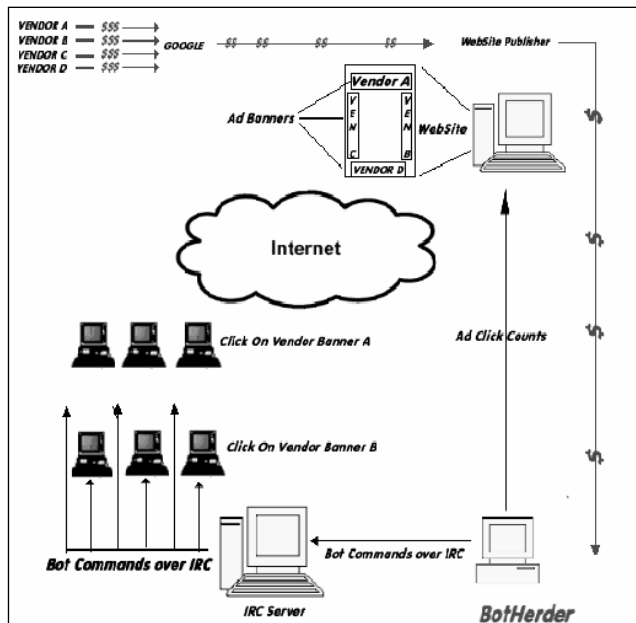 VENDOR A $$$
VENDOR B $$$
VENDOR C $$$
VENDOR D $$$
GOOGLE $$ $$ $$ $$ WebSite Publisher
Vendor A
Ad Banners
V E N C
V E N B
WebSite
VENDOR D
$
$
$
$
Internet
Click On Vendor Banner A
Ad Click Counts
Click On Vendor Banner B
Bot Commands over IRC
Bot Commands over IRC
IRC Server
BotHerder